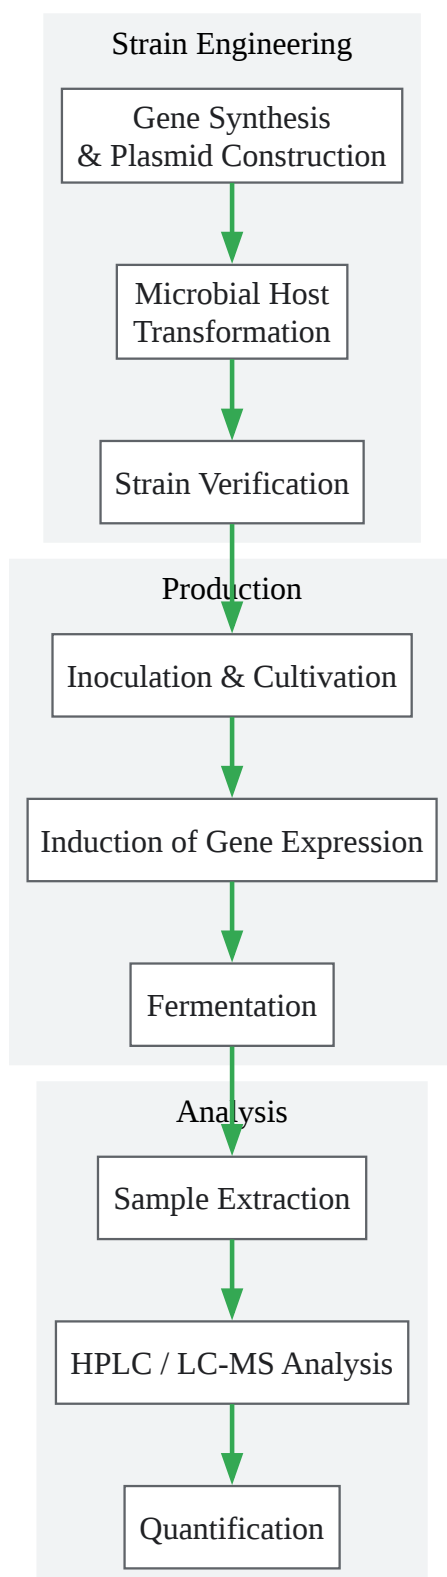 Strain Engineering
Gene Synthesis
& Plasmid Construction
Microbial Host
Transformation
Strain Verification
Production
Inoculation & Cultivation
Induction of Gene Expression
Fermentation
Analysis
Sample Extraction
HPLC / LC-MS Analysis
Quantification